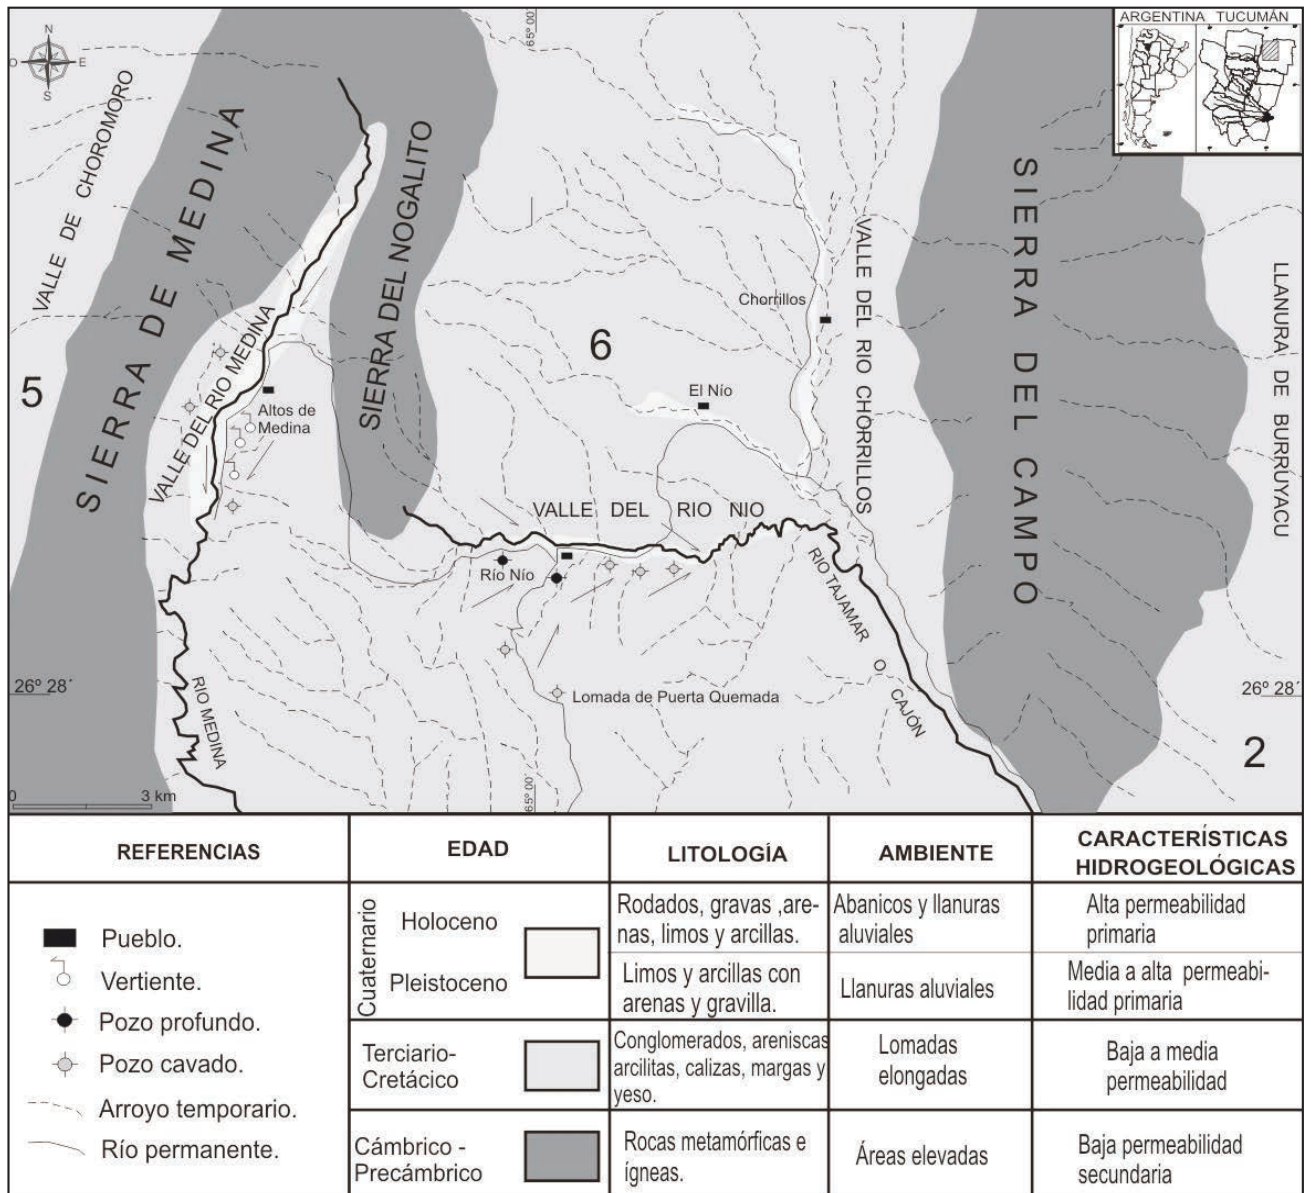 ARGENTINA TUCUMÁN
N
O
E
S
65º 00'
VALLE DE CHOROMORO
SIERRA DE MEDINA
SIERRA DEL NOGALITO
VALLE DEL RIO MEDINA
VALLE DEL RIO CHORRILLOS
SIERRA DEL CAMPO
LLANURA DE BURRUYACU
Chorrillos
6
5
El Nío
Altos de
Medina
VALLE DEL RIO NIO
Río Nío
RIO TAJAMAR O CAJÓN
RIO MEDINA
26º 28´
26º 28´
Lomada de Puerta Quemada
2
65º 00'
0 3 km
REFERENCIAS
Pueblo.
Vertiente.
Pozo profundo.
Pozo cavado.
Arroyo temporario.
Río permanente.
EDAD
Cuaternario
Holoceno
Pleistoceno
Terciario-
Cretácico
Cámbrico -
Precámbrico
LITOLOGÍA
Rodados, gravas ,are-
nas, limos y arcillas.
Limos y arcillas con
arenas y gravilla.
Conglomerados, areniscas
arcilitas, calizas, margas y
yeso.
Rocas metamórficas e
ígneas.
AMBIENTE
Abanicos y llanuras
aluviales
Llanuras aluviales
Lomadas
elongadas
Áreas elevadas
CARACTERÍSTICAS
HIDROGEOLÓGICAS
Alta permeabilidad
primaria
Media a alta permeabi-
lidad primaria
Baja a media
permeabilidad
Baja permeabilidad
secundaria